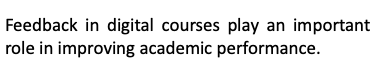 Feedback in digital courses play an important
role in improving academic performance.